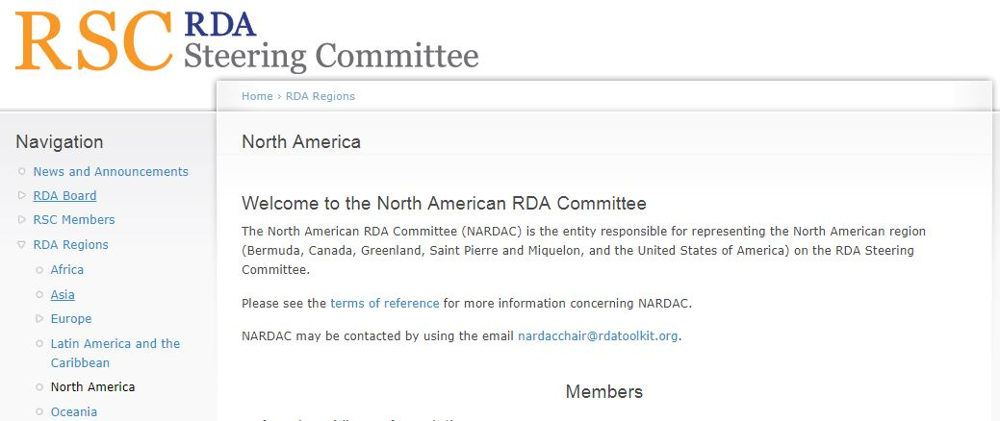 RSC RDA
Steering Committee
Home › RDA Regions
Navigation
News and Announcements
RDA Board
RSC Members
RDA Regions
Africa
Asia
Europe
Latin America and the
Caribbean
North America
Oceania
North America
Welcome to the North American RDA Committee
The North American RDA Committee (NARDAC) is the entity responsible for representing the North American region
(Bermuda, Canada, Greenland, Saint Pierre and Miquelon, and the United States of America) on the RDA Steering
Committee.
Please see the terms of reference for more information concerning NARDAC.
NARDAC may be contacted by using the email nardacchair@rdatoolkit.org.
Members